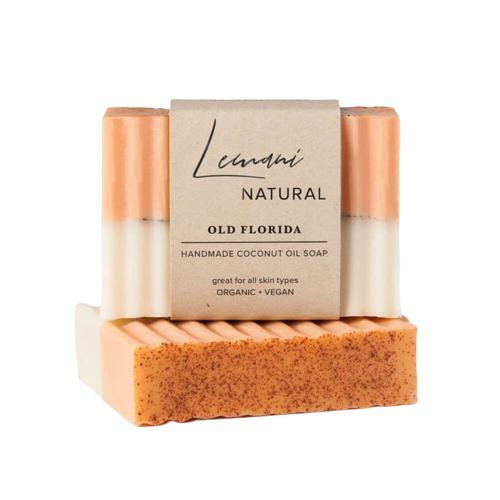 Lemani
NATURAL
OLD FLORIDA
HANDMADE COCONUT OIL SOAP
great for all skin types
ORGANIC + VEGAN